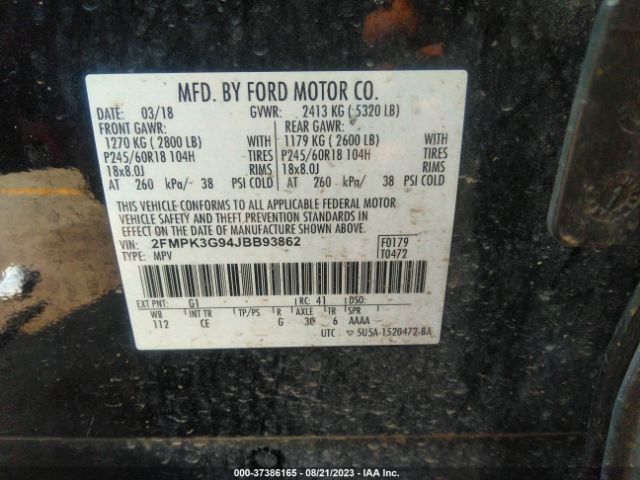 MFD. BY FORD MOTOR CO.
DATE: 03/18 GVWR: 2413 KG ( 5320 LB)
FRONT GAWR: REAR GAWR:
1270 KG ( 2800 LB) WITH 1179 KG ( 2600 LB) WITH
P245/60R18 104H TIRES P245/60R18 104H TIRES
18x8.0J RIMS 18x8.0J RIMS
AT 260 kPa/ 38 PSI COLD AT 260 kPa/ 38 PSI COLD
THIS VEHICLE CONFORMS TO ALL APPLICABLE FEDERAL MOTOR
VEHICLE SAFETY AND THEFT PREVENTION STANDARDS IN
EFFECT ON THE DATE OF MANUFACTURE SHOWN ABOVE.
VIN: 2FMPK3G94JBB93862 F0179
TYPE: MPV T0472
EXT PNT: G1 RC: 41 DSO:
WB INT TR TP/PS R AXLE TR SPR
112 CE G 30 6 AAAA
UTC 5U5A-1520472-BA
000-37386165 - 08/21/2023 - IAA Inc.